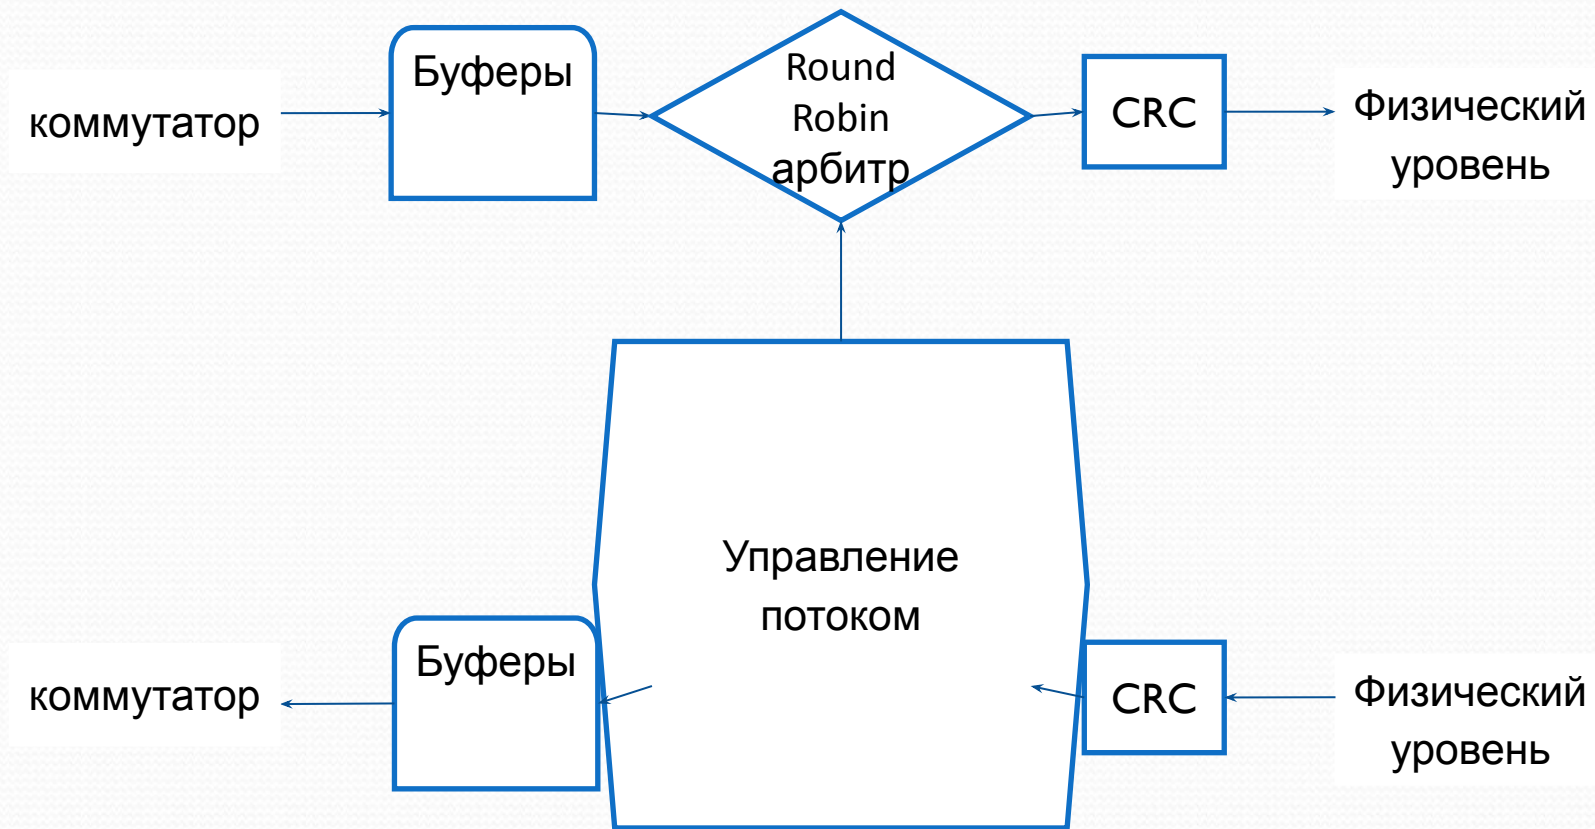 коммутатор
Буферы
Round
Robin
арбитр
CRC
Физический
уровень
Управление
потоком
коммутатор
Буферы
CRC
Физический
уровень